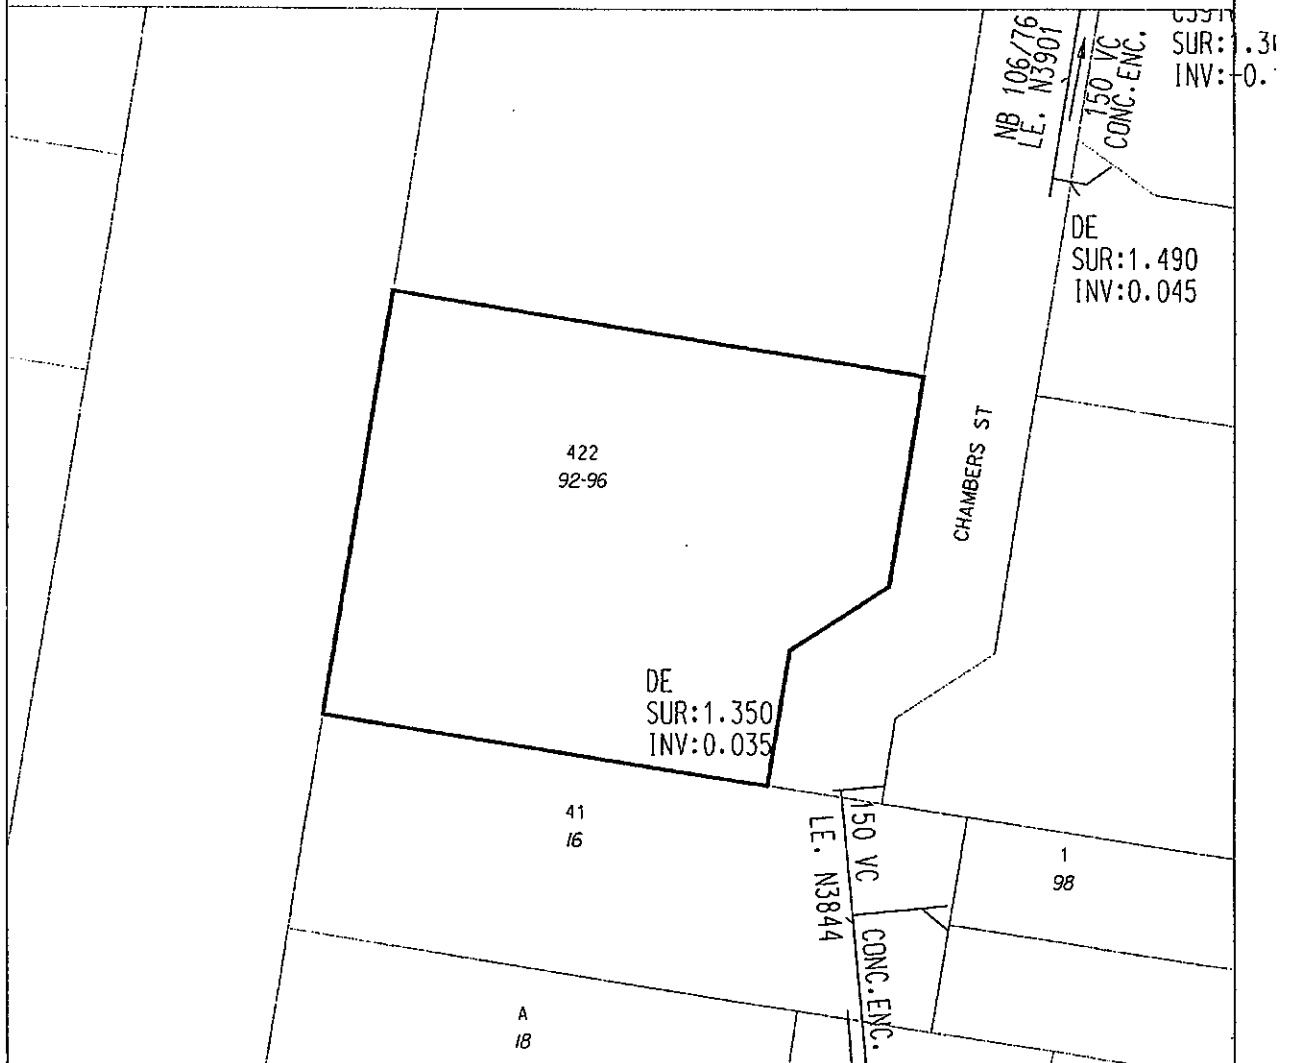 NB 106/76
LE. N3901
150 VC
CONC.ENC.
SUR:1.3
INV:-0.
DE
SUR:1.490
INV:0.045
CHAMBERS ST
422
92-96
DE
SUR:1.350
INV:0.035
41
16
150 VC
CONC.ENC.
LE. N3844
1
98
A
18